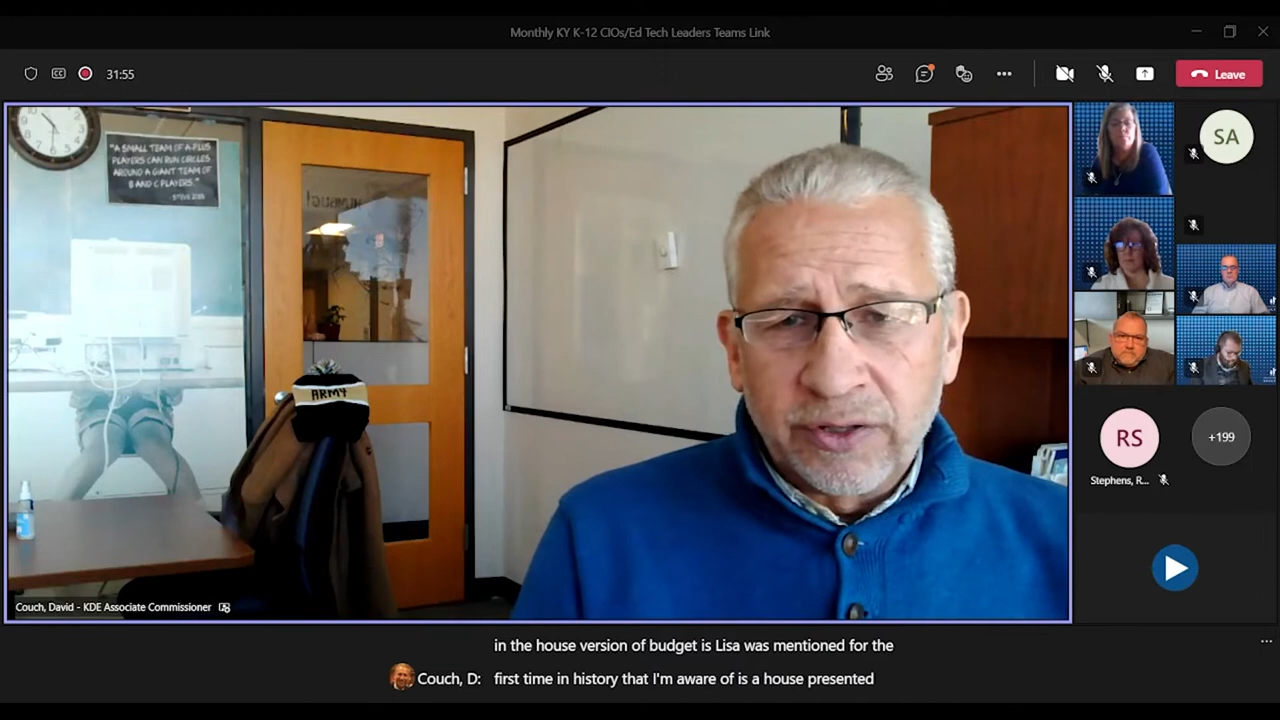 Monthly KY K-12 CIOs/Ed Tech Leaders Teams Link
CC
31:55
Leave
"A SMALL TEAM OF A-PLUS
PLAYERS CAN RUN CIRCLES
AROUND A GIANT TEAM OF
B AND C PLAYERS."
ARMY
SA
RS
+199
Stephens, R...
Couch, David - KDE Associate Commissioner
in the house version of budget is Lisa was mentioned for the
Couch, D: first time in history that I'm aware of is a house presented